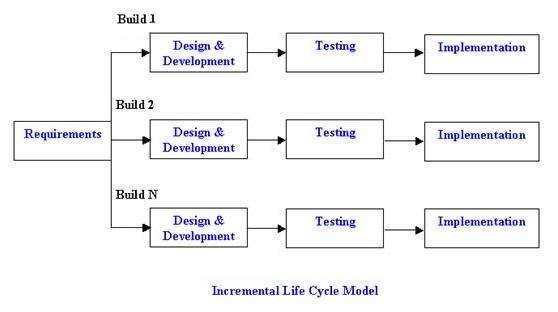 Build 1
Design &
Development
Testing
Implementation
Build 2
Requirements
Design &
Development
Testing
Implementation
Build N
Design &
Development
Testing
Implementation
Incremental Life Cycle Model